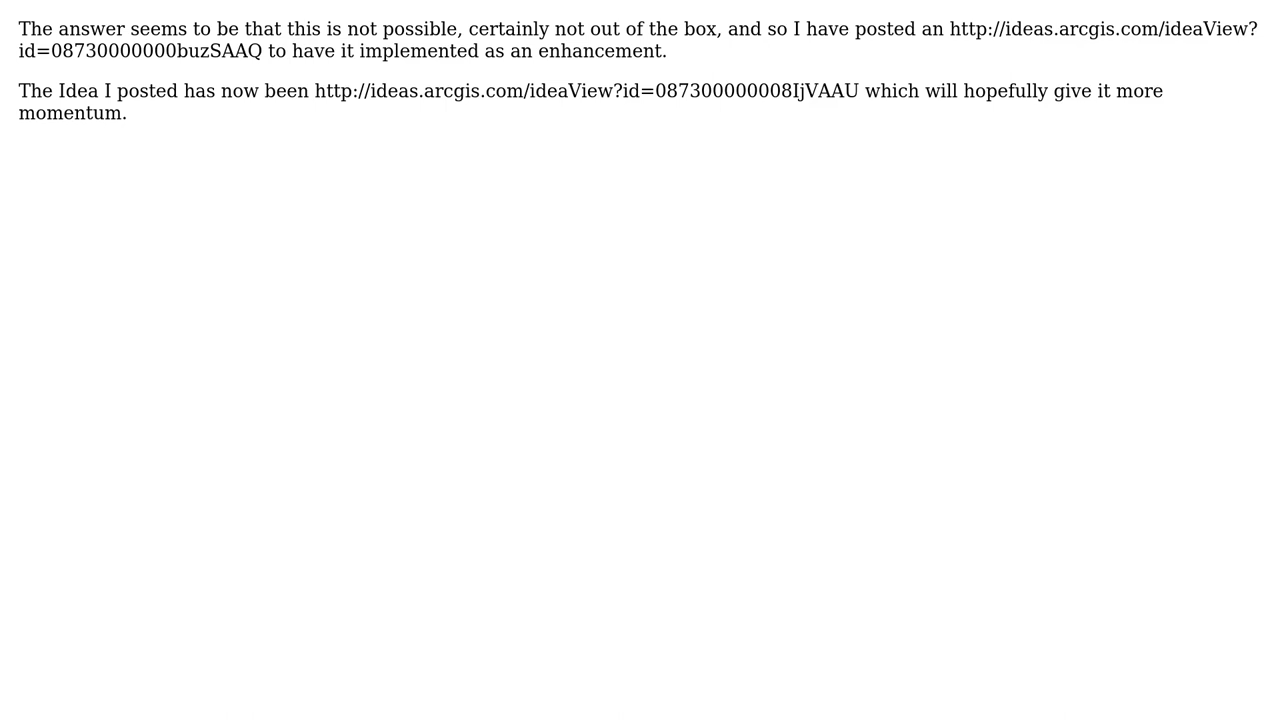 The answer seems to be that this is not possible, certainly not out of the box, and so I have posted an http://ideas.arcgis.com/ideaView?
id=08730000000buzSAAQ to have it implemented as an enhancement.
The Idea I posted has now been http://ideas.arcgis.com/ideaView?id=087300000008IjVAAU which will hopefully give it more
momentum.